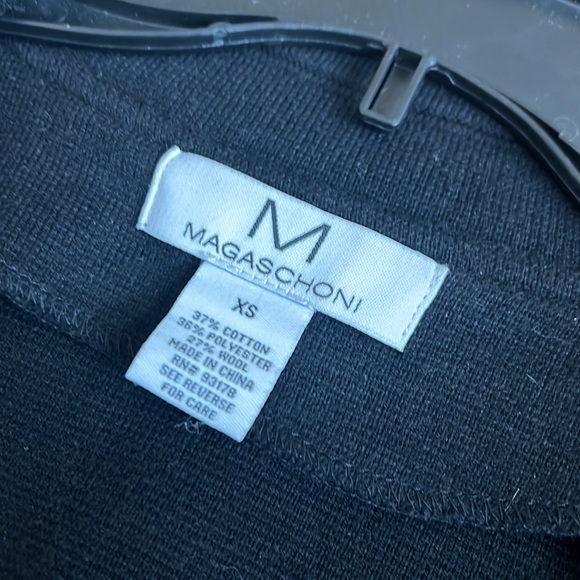 M
MAGASCHONI
XS
37% COTTON
36% POLYESTER
27% WOOL
MADE IN CHINA
RN# 93178
SEE REVERSE
FOR CARE